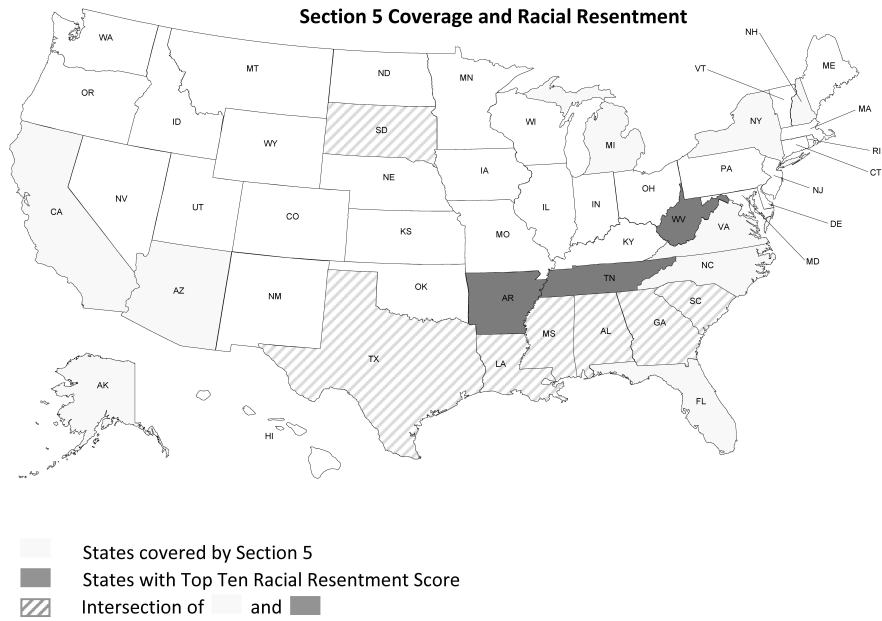 Section 5 Coverage and Racial Resentment
NH
WA
VT
ME
MT
ND
MN
OR
MA
ID
SD
WI
NY
WY
MI
RI
CT
IA
PA
NE
NV
OH
NJ
UT
IL
IN
CA
CO
WV
VA
DE
KS
MO
KY
MD
NC
TN
AZ
OK
NM
AR
SC
MS
AL
GA
TX
LA
AK
FL
HI
States covered by Section 5
States with Top Ten Racial Resentment Score
Intersection of and